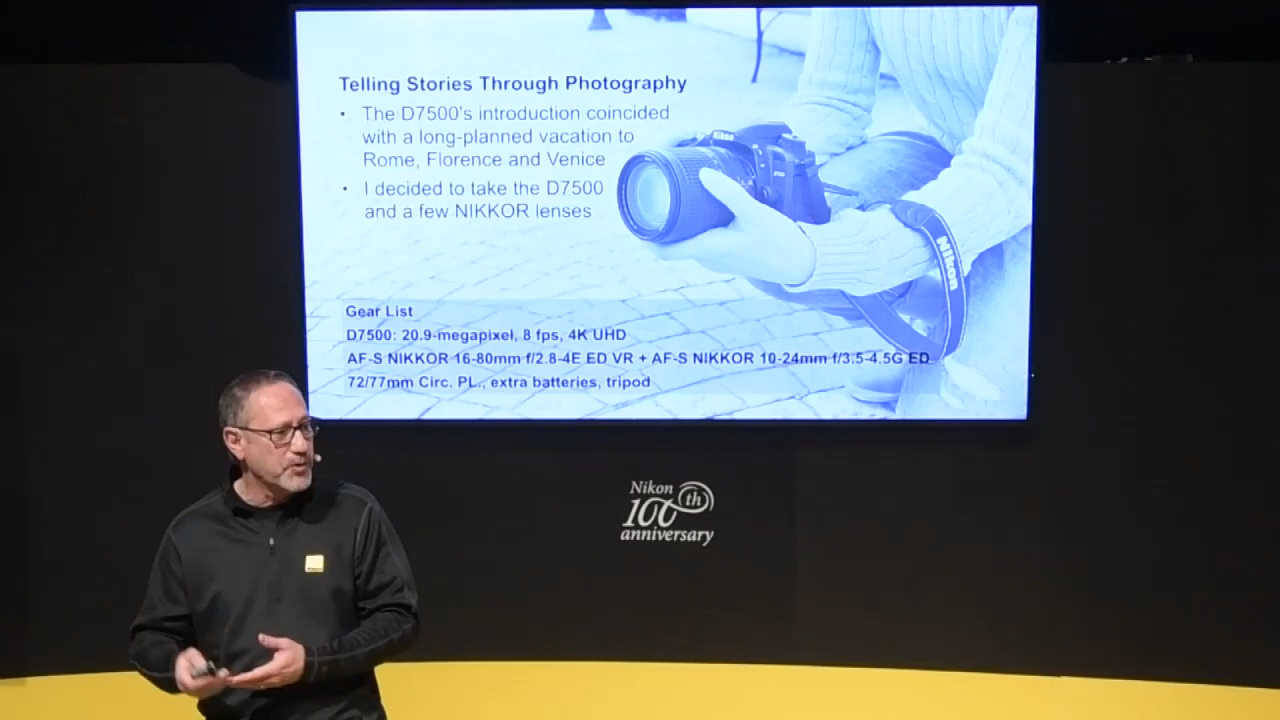 Telling Stories Through Photography
• The D7500's introduction coincided
with a long-planned vacation to
Rome, Florence and Venice
• I decided to take the D7500
and a few NIKKOR lenses
Nikon
Gear List
D7500: 20.9-megapixel, 8 fps, 4K UHD
AF-S NIKKOR 16-80mm f/2.8-4E ED VR + AF-S NIKKOR 10-24mm f/3.5-4.5G ED
72/77mm Circ. PL., extra batteries, tripod
Nikon
100th
anniversary